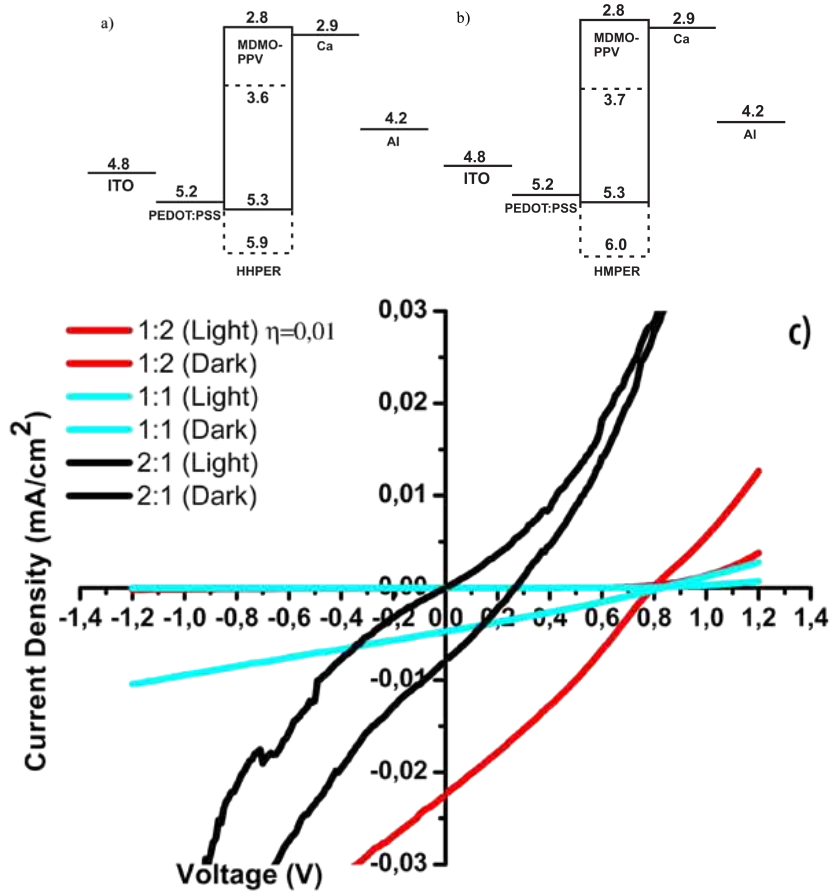 a)
2.8
2.9
MDMO-
PPV
Ca
3.6
4.2
Al
4.8
ITO
5.2
5.3
PEDOT:PSS
5.9
HHPER
b)
2.8
2.9
MDMO-
PPV
Ca
3.7
4.2
Al
4.8
ITO
5.2
5.3
PEDOT:PSS
6.0
HMPER
c)
1:2 (Light) η=0,01
1:2 (Dark)
1:1 (Light)
1:1 (Dark)
2:1 (Light)
2:1 (Dark)
Current Density (mA/cm²)
0,03
0,02
0,01
0,00
-0,01
-0,02
-0,03
-1,4 -1,2 -1,0 -0,8 -0,6 -0,4 -0,2 0,0 0,2 0,4 0,6 0,8 1,0 1,2 1,4
Voltage (V)